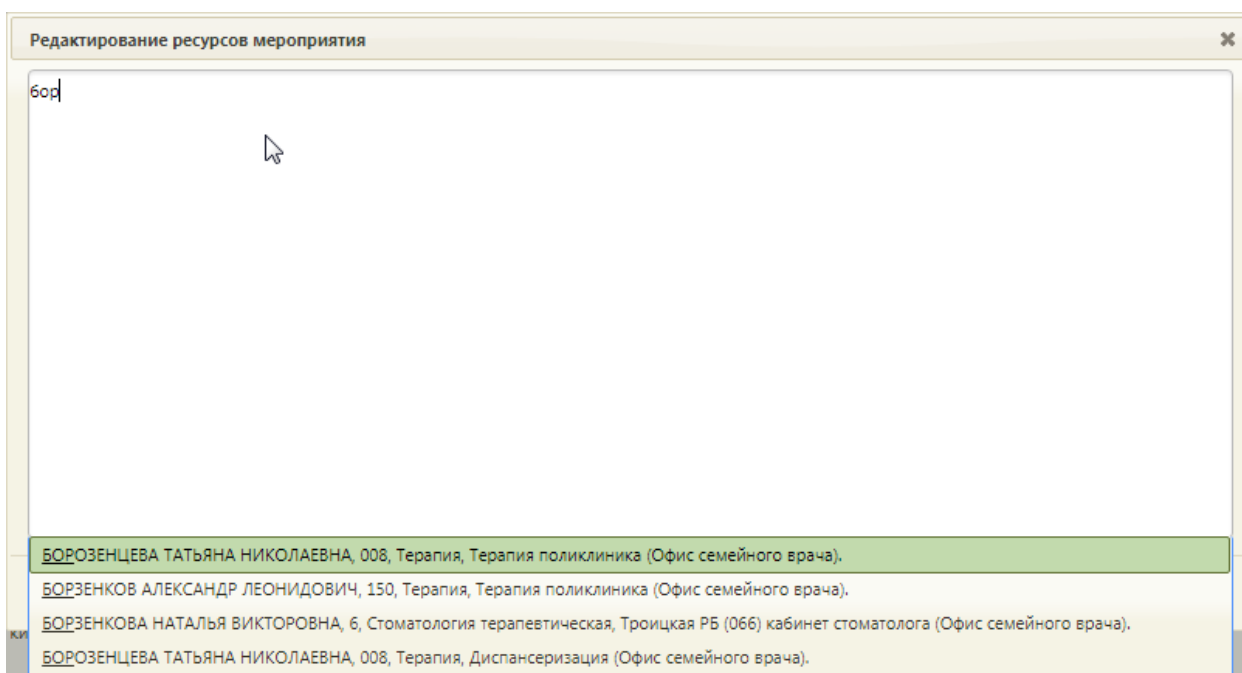 Редактирование ресурсов мероприятия
бор
БОРОЗЕНЦЕВА ТАТЬЯНА НИКОЛАЕВНА, 008, Терапия, Терапия поликлиника (Офис семейного врача).
БОРЗЕНКОВ АЛЕКСАНДР ЛЕОНИДОВИЧ, 150, Терапия, Терапия поликлиника (Офис семейного врача).
БОРЗЕНКОВА НАТАЛЬЯ ВИКТОРОВНА, 6, Стоматология терапевтическая, Троицкая РБ (066) кабинет стоматолога (Офис семейного врача).
БОРОЗЕНЦЕВА ТАТЬЯНА НИКОЛАЕВНА, 008, Терапия, Диспансеризация (Офис семейного врача).